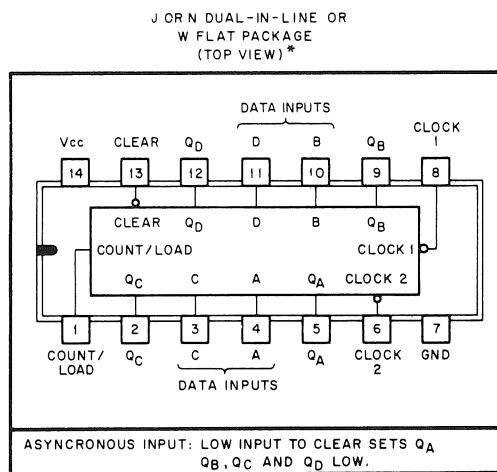 J OR N DUAL-IN-LINE OR
W FLAT PACKAGE
(TOP VIEW)*
DATA INPUTS
CLOCK
1
Vcc CLEAR QD D B QB
14 13 12 11 10 9 8
CLEAR QD D B QB
COUNT/LOAD CLOCK 1
QC C A QA CLOCK 2
1 2 3 4 5 6 7
COUNT/
LOAD QC C A QA CLOCK
2 GND
DATA INPUTS
ASYNCRONOUS INPUT: LOW INPUT TO CLEAR SETS QA
QB, QC AND QD LOW.